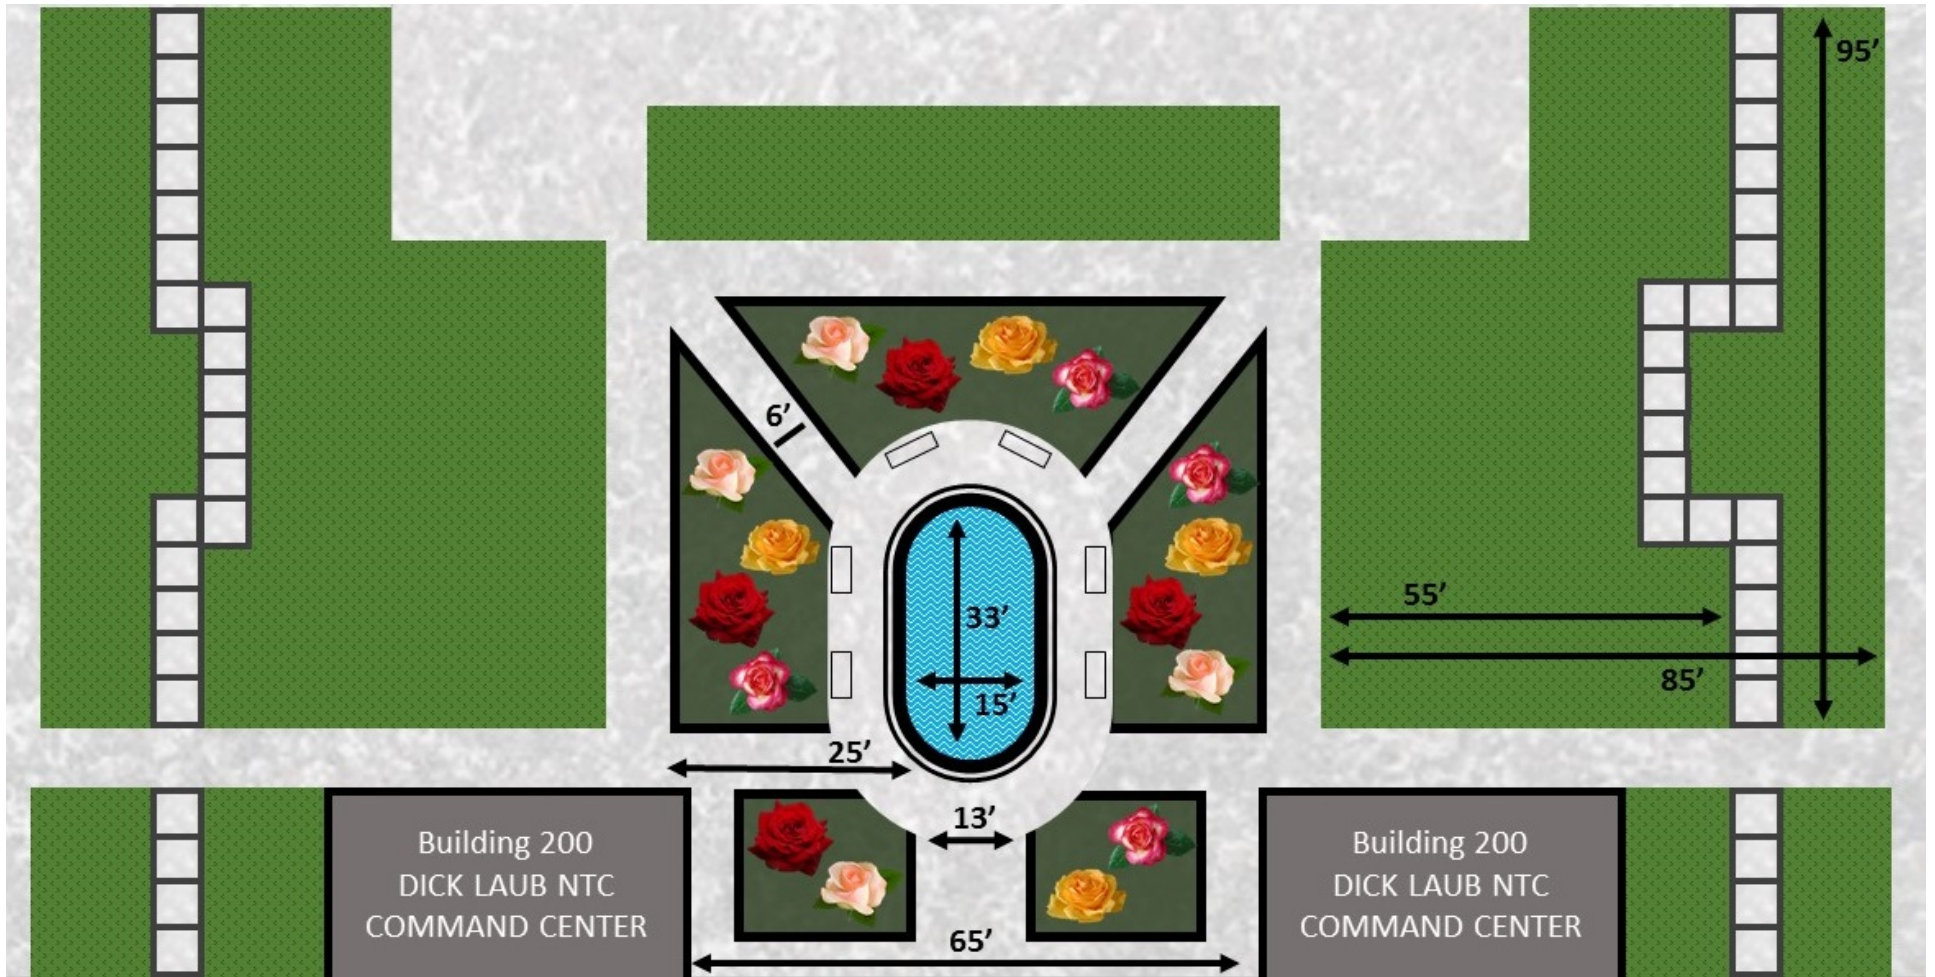 95’
6’
33’
55’
85’
15’
25’
13’
Building 200
DICK LAUB NTC
COMMAND CENTER
Building 200
DICK LAUB NTC
COMMAND CENTER
65’